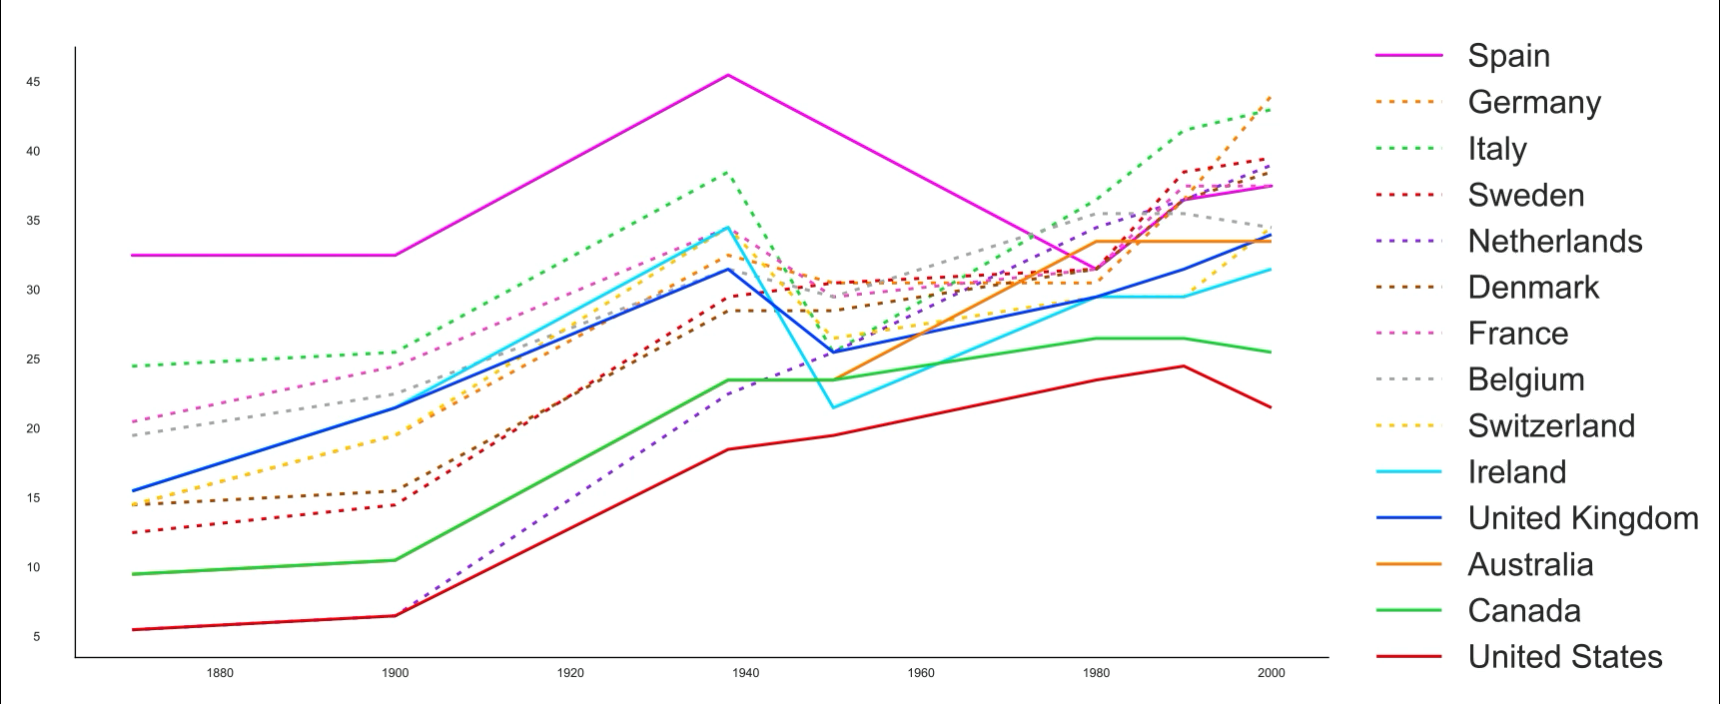 45
40
35
30
25
20
15
10
5
1880 1900 1920 1940 1960 1980 2000
Spain
Germany
Italy
Sweden
Netherlands
Denmark
France
Belgium
Switzerland
Ireland
United Kingdom
Australia
Canada
United States